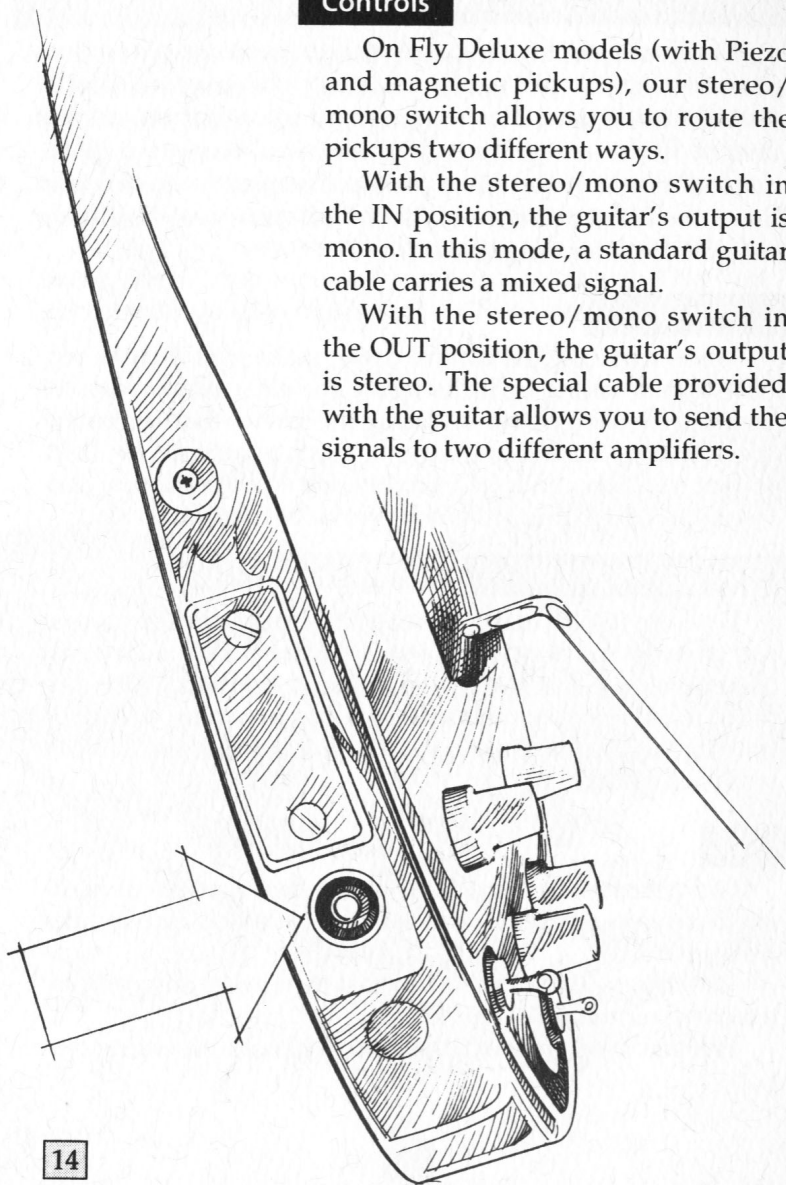 Controls
On Fly Deluxe models (with Piezo
and magnetic pickups), our stereo/
mono switch allows you to route the
pickups two different ways.
With the stereo/mono switch in
the IN position, the guitar's output is
mono. In this mode, a standard guitar
cable carries a mixed signal.
With the stereo/mono switch in
the OUT position, the guitar's output
is stereo. The special cable provided
with the guitar allows you to send the
signals to two different amplifiers.
14